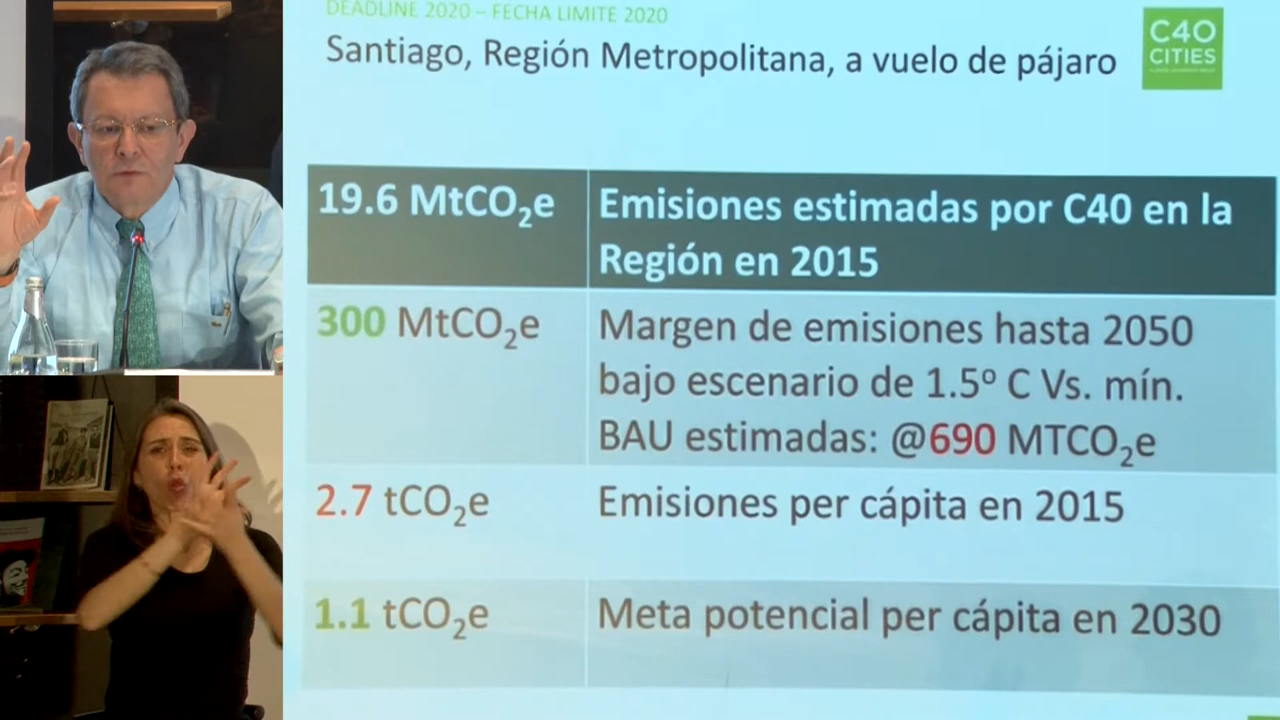 DEADLINE 2020 – FECHA LIMITE 2020
Santiago, Región Metropolitana, a vuelo de pájaro
C40
CITIES
19.6 MtCO₂e
Emisiones estimadas por C40 en la
Región en 2015
300 MtCO₂e
Margen de emisiones hasta 2050
bajo escenario de 1.5º C Vs. mín.
BAU estimadas: @690 MTCO₂e
2.7 tCO₂e
Emisiones per cápita en 2015
1.1 tCO₂e
Meta potencial per cápita en 2030